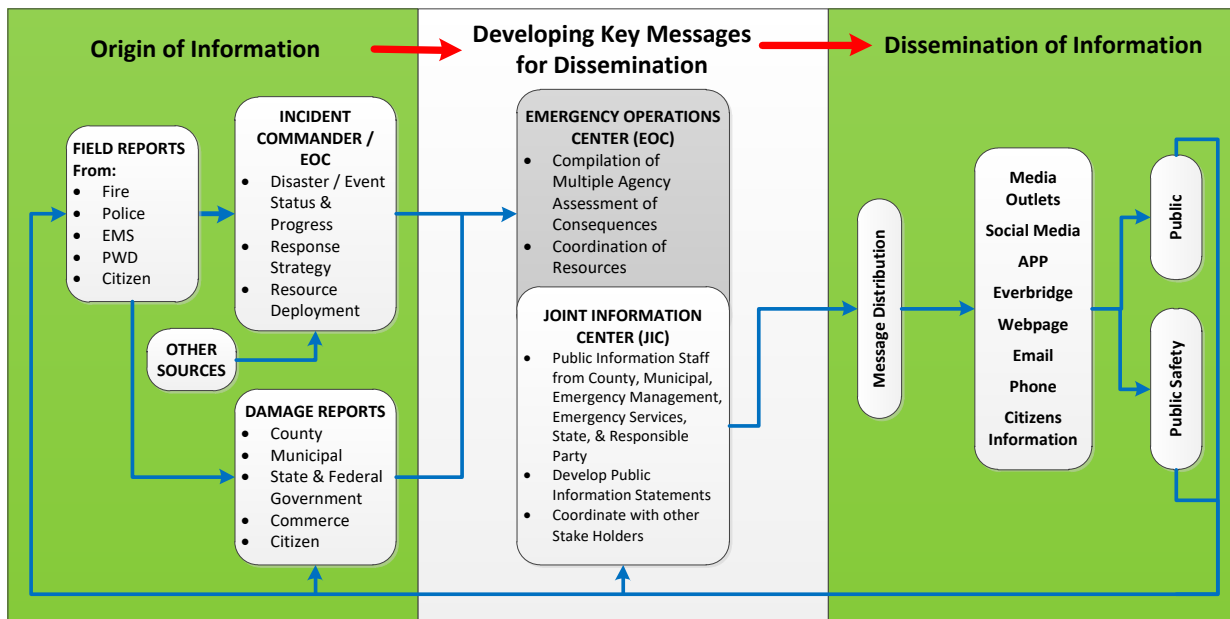 Origin of Information
Developing Key Messages
for Dissemination
Dissemination of Information
FIELD REPORTS
From:
• Fire
• Police
• EMS
• PWD
• Citizen
INCIDENT
COMMANDER /
EOC
• Disaster / Event
Status &
Progress
• Response
Strategy
• Resource
Deployment
OTHER
SOURCES
DAMAGE REPORTS
• County
• Municipal
• State & Federal
Government
• Commerce
• Citizen
EMERGENCY OPERATIONS
CENTER (EOC)
• Compilation of
Multiple Agency
Assessment of
Consequences
• Coordination of
Resources
JOINT INFORMATION
CENTER (JIC)
• Public Information Staff
from County, Municipal,
Emergency Management,
Emergency Services,
State, & Responsible
Party
• Develop Public
Information Statements
• Coordinate with other
Stake Holders
Message Distribution
Media
Outlets
Social Media
APP
Everbridge
Webpage
Email
Phone
Citizens
Information
Public
Public Safety